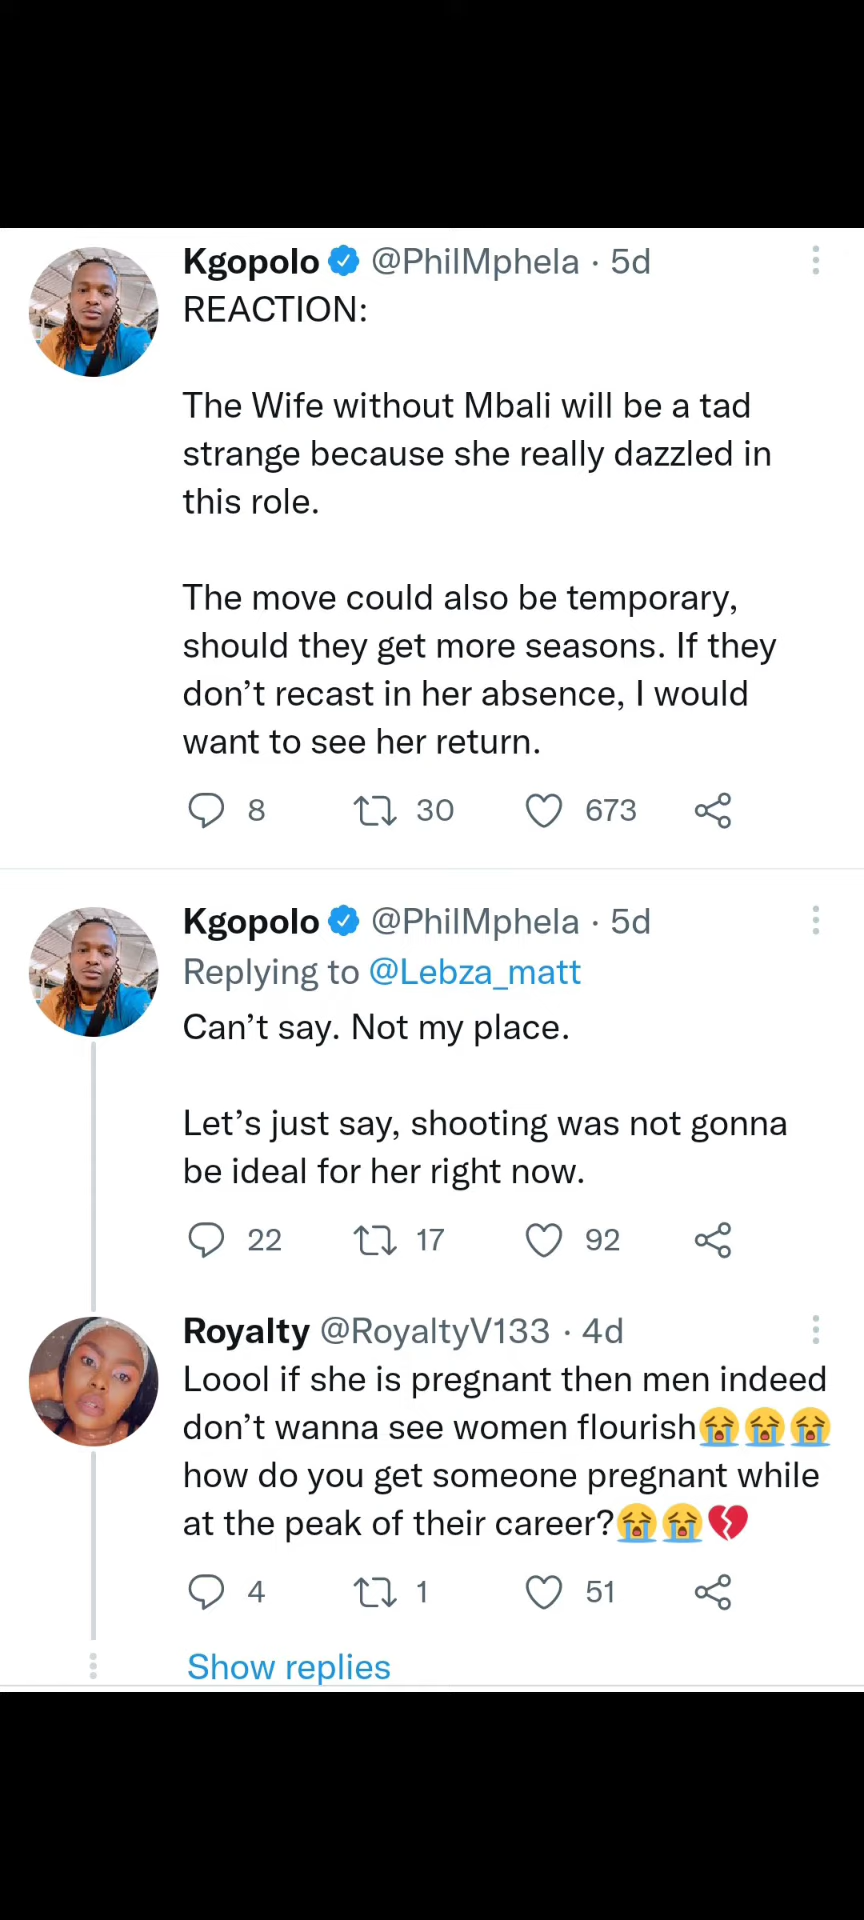 Kgopolo @PhilMphela · 5d
REACTION:
The Wife without Mbali will be a tad
strange because she really dazzled in
this role.
The move could also be temporary,
should they get more seasons. If they
don’t recast in her absence, I would
want to see her return.
8 30 673
Kgopolo @PhilMphela · 5d
Replying to @Lebza_matt
Can’t say. Not my place.
Let’s just say, shooting was not gonna
be ideal for her right now.
22 17 92
Royalty @RoyaltyV133 · 4d
Loool if she is pregnant then men indeed
don’t wanna see women flourish😭😭😭
how do you get someone pregnant while
at the peak of their career?😭😭💔
4 1 51
Show replies